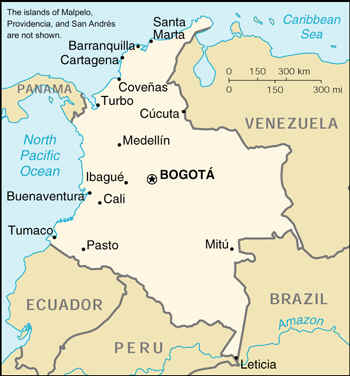 The islands of Malpelo,
Providencia, and San Andrés
are not shown.
Santa
Marta
Caribbean
Sea
Barranquilla
Cartagena
0 150 300 km
0 150 300 mi
Coveñas
PANAMA
Turbo
Cúcuta
VENEZUELA
North
Pacific
Ocean
Medellín
Ibagué
BOGOTÁ
Buenaventura
Cali
Tumaco
Pasto
Mitú
ECUADOR
BRAZIL
Amazon
PERU
Leticia